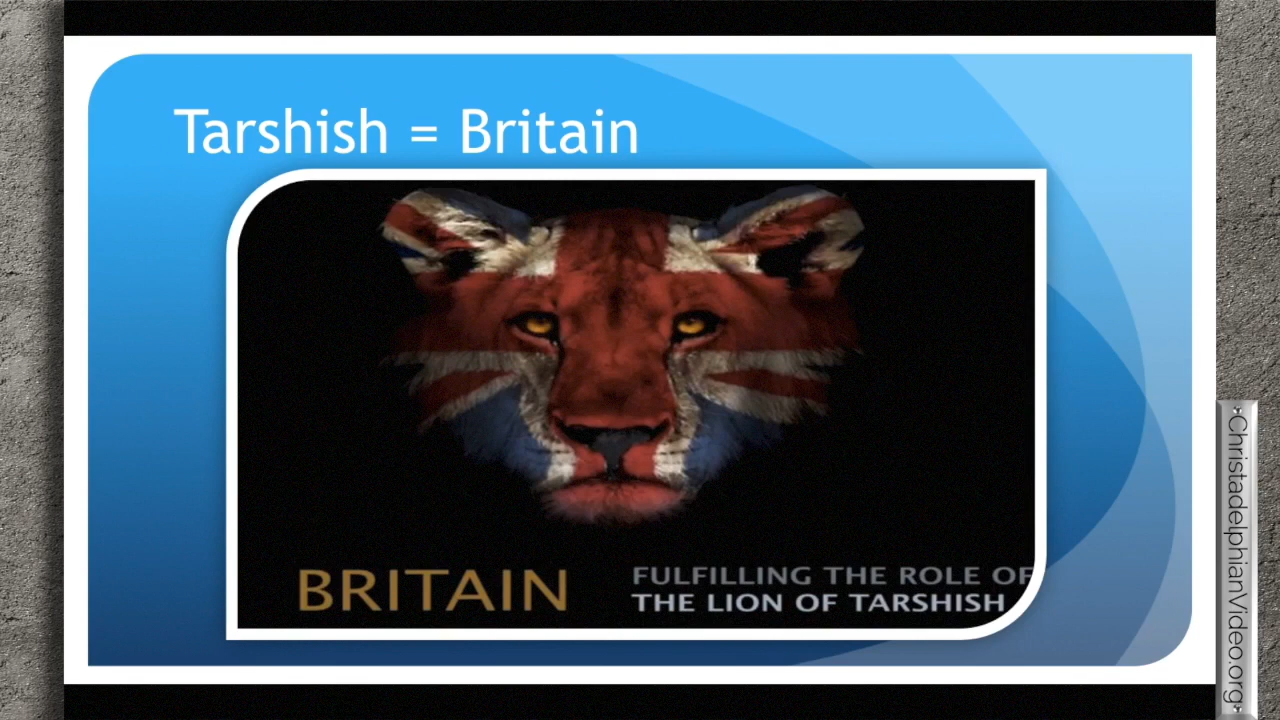 Tarshish = Britain
BRITAIN
FULFILLING THE ROLE OF
THE LION OF TARSHISH
ChristadelphianVideo.org